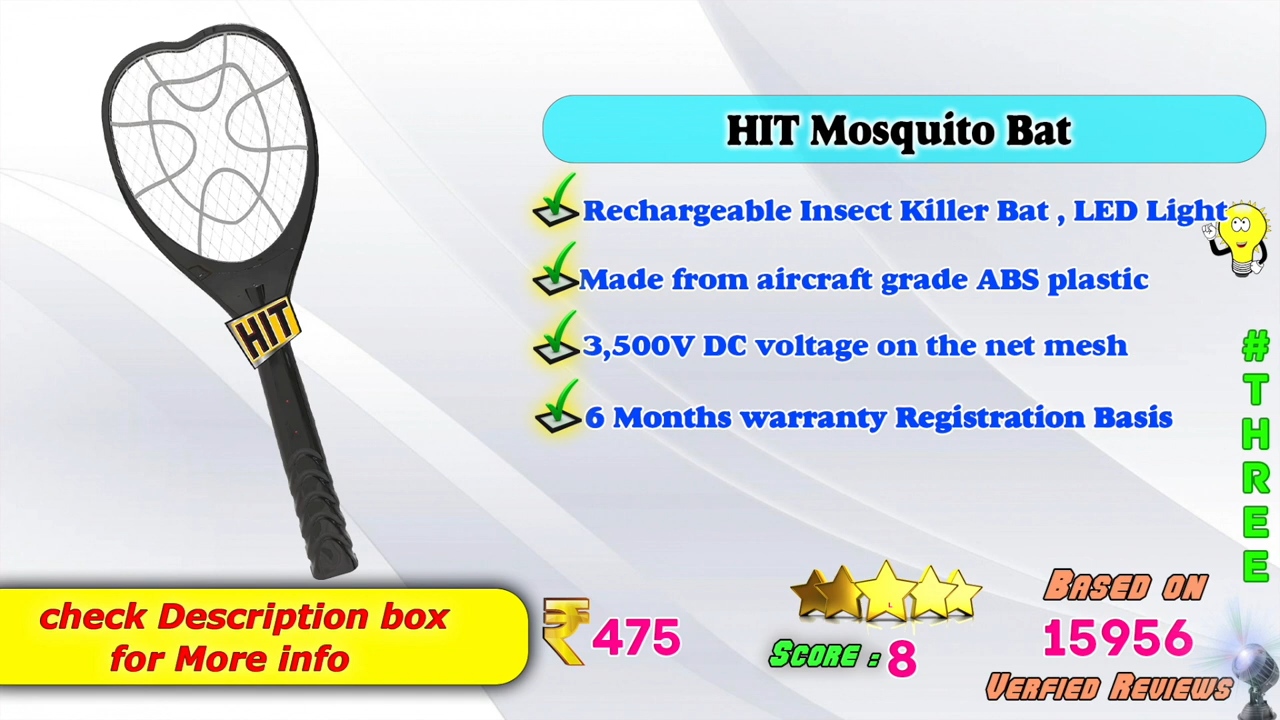 HIT Mosquito Bat
Rechargeable Insect Killer Bat , LED Light
Made from aircraft grade ABS plastic
3,500V DC voltage on the net mesh
6 Months warranty Registration Basis
HIT
#THREE
check Description box
for More info
₹ 475
Score : 8
Based on
15956
Verfied Reviews